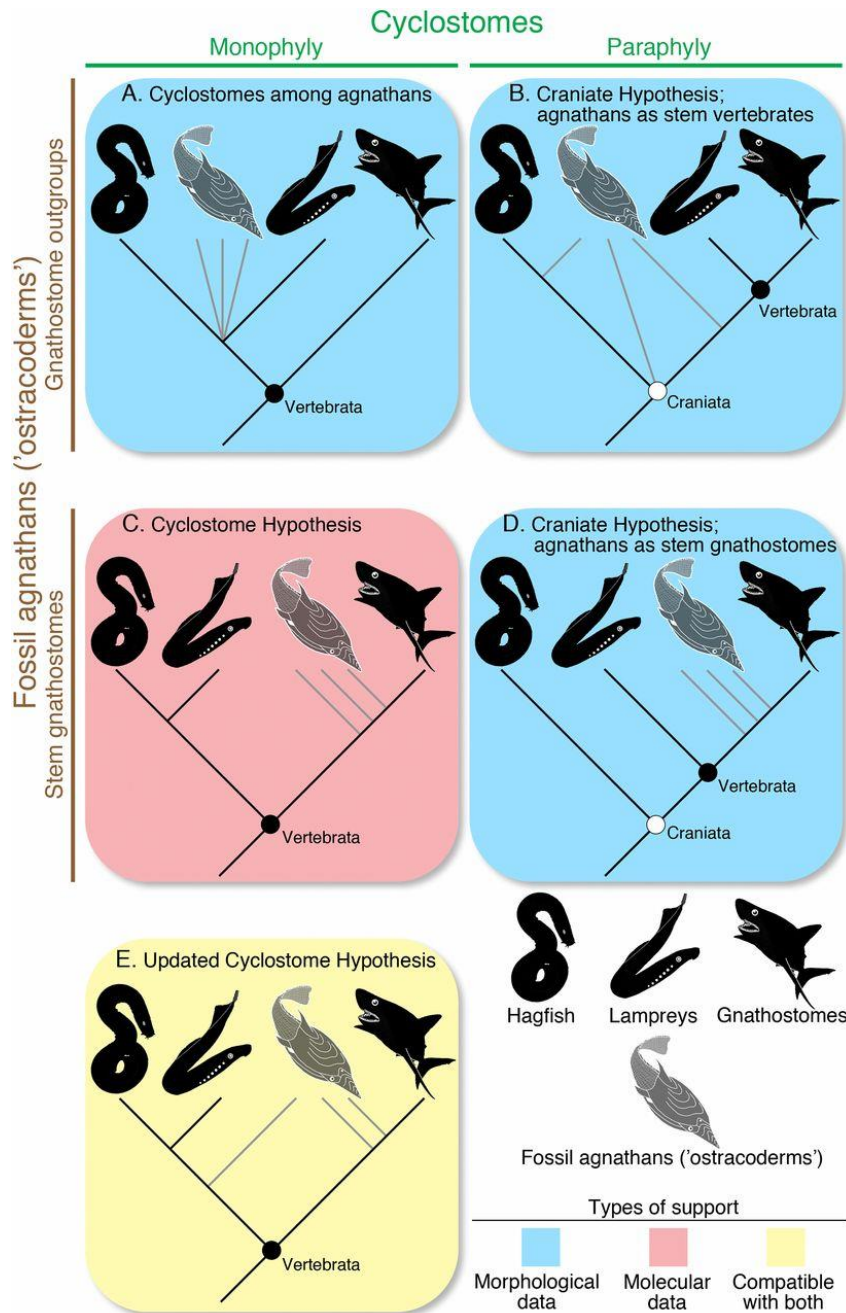 Cyclostomes
Monophyly
Paraphyly
Fossil agnathans ('ostracoderms')
Gnathostome outgroups
Stem gnathostomes
A. Cyclostomes among agnathans
Vertebrata
B. Craniate Hypothesis;
agnathans as stem vertebrates
Vertebrata
Craniata
C. Cyclostome Hypothesis
Vertebrata
D. Craniate Hypothesis;
agnathans as stem gnathostomes
Vertebrata
Craniata
E. Updated Cyclostome Hypothesis
Vertebrata
Hagfish
Lampreys
Gnathostomes
Fossil agnathans ('ostracoderms')
Types of support
Morphological
data
Molecular
data
Compatible
with both